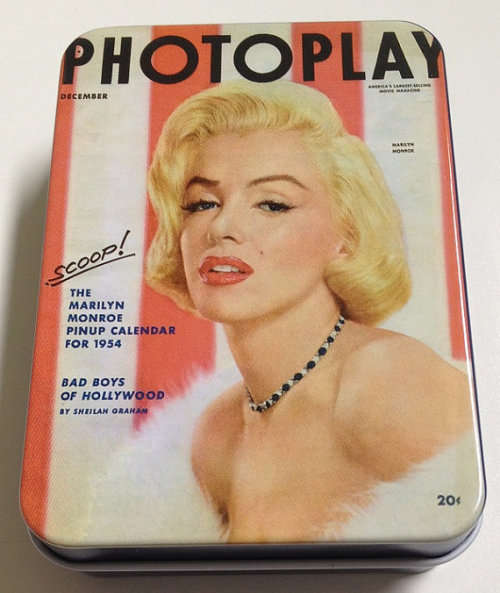 PHOTOPLAY
DECEMBER
AMERICA'S LARGEST-SELLING
MOVIE MAGAZINE
MARILYN
MONROE
SCOOP!
THE
MARILYN
MONROE
PINUP CALENDAR
FOR 1954
BAD BOYS
OF HOLLYWOOD
BY SHEILAH GRAHAM
20¢